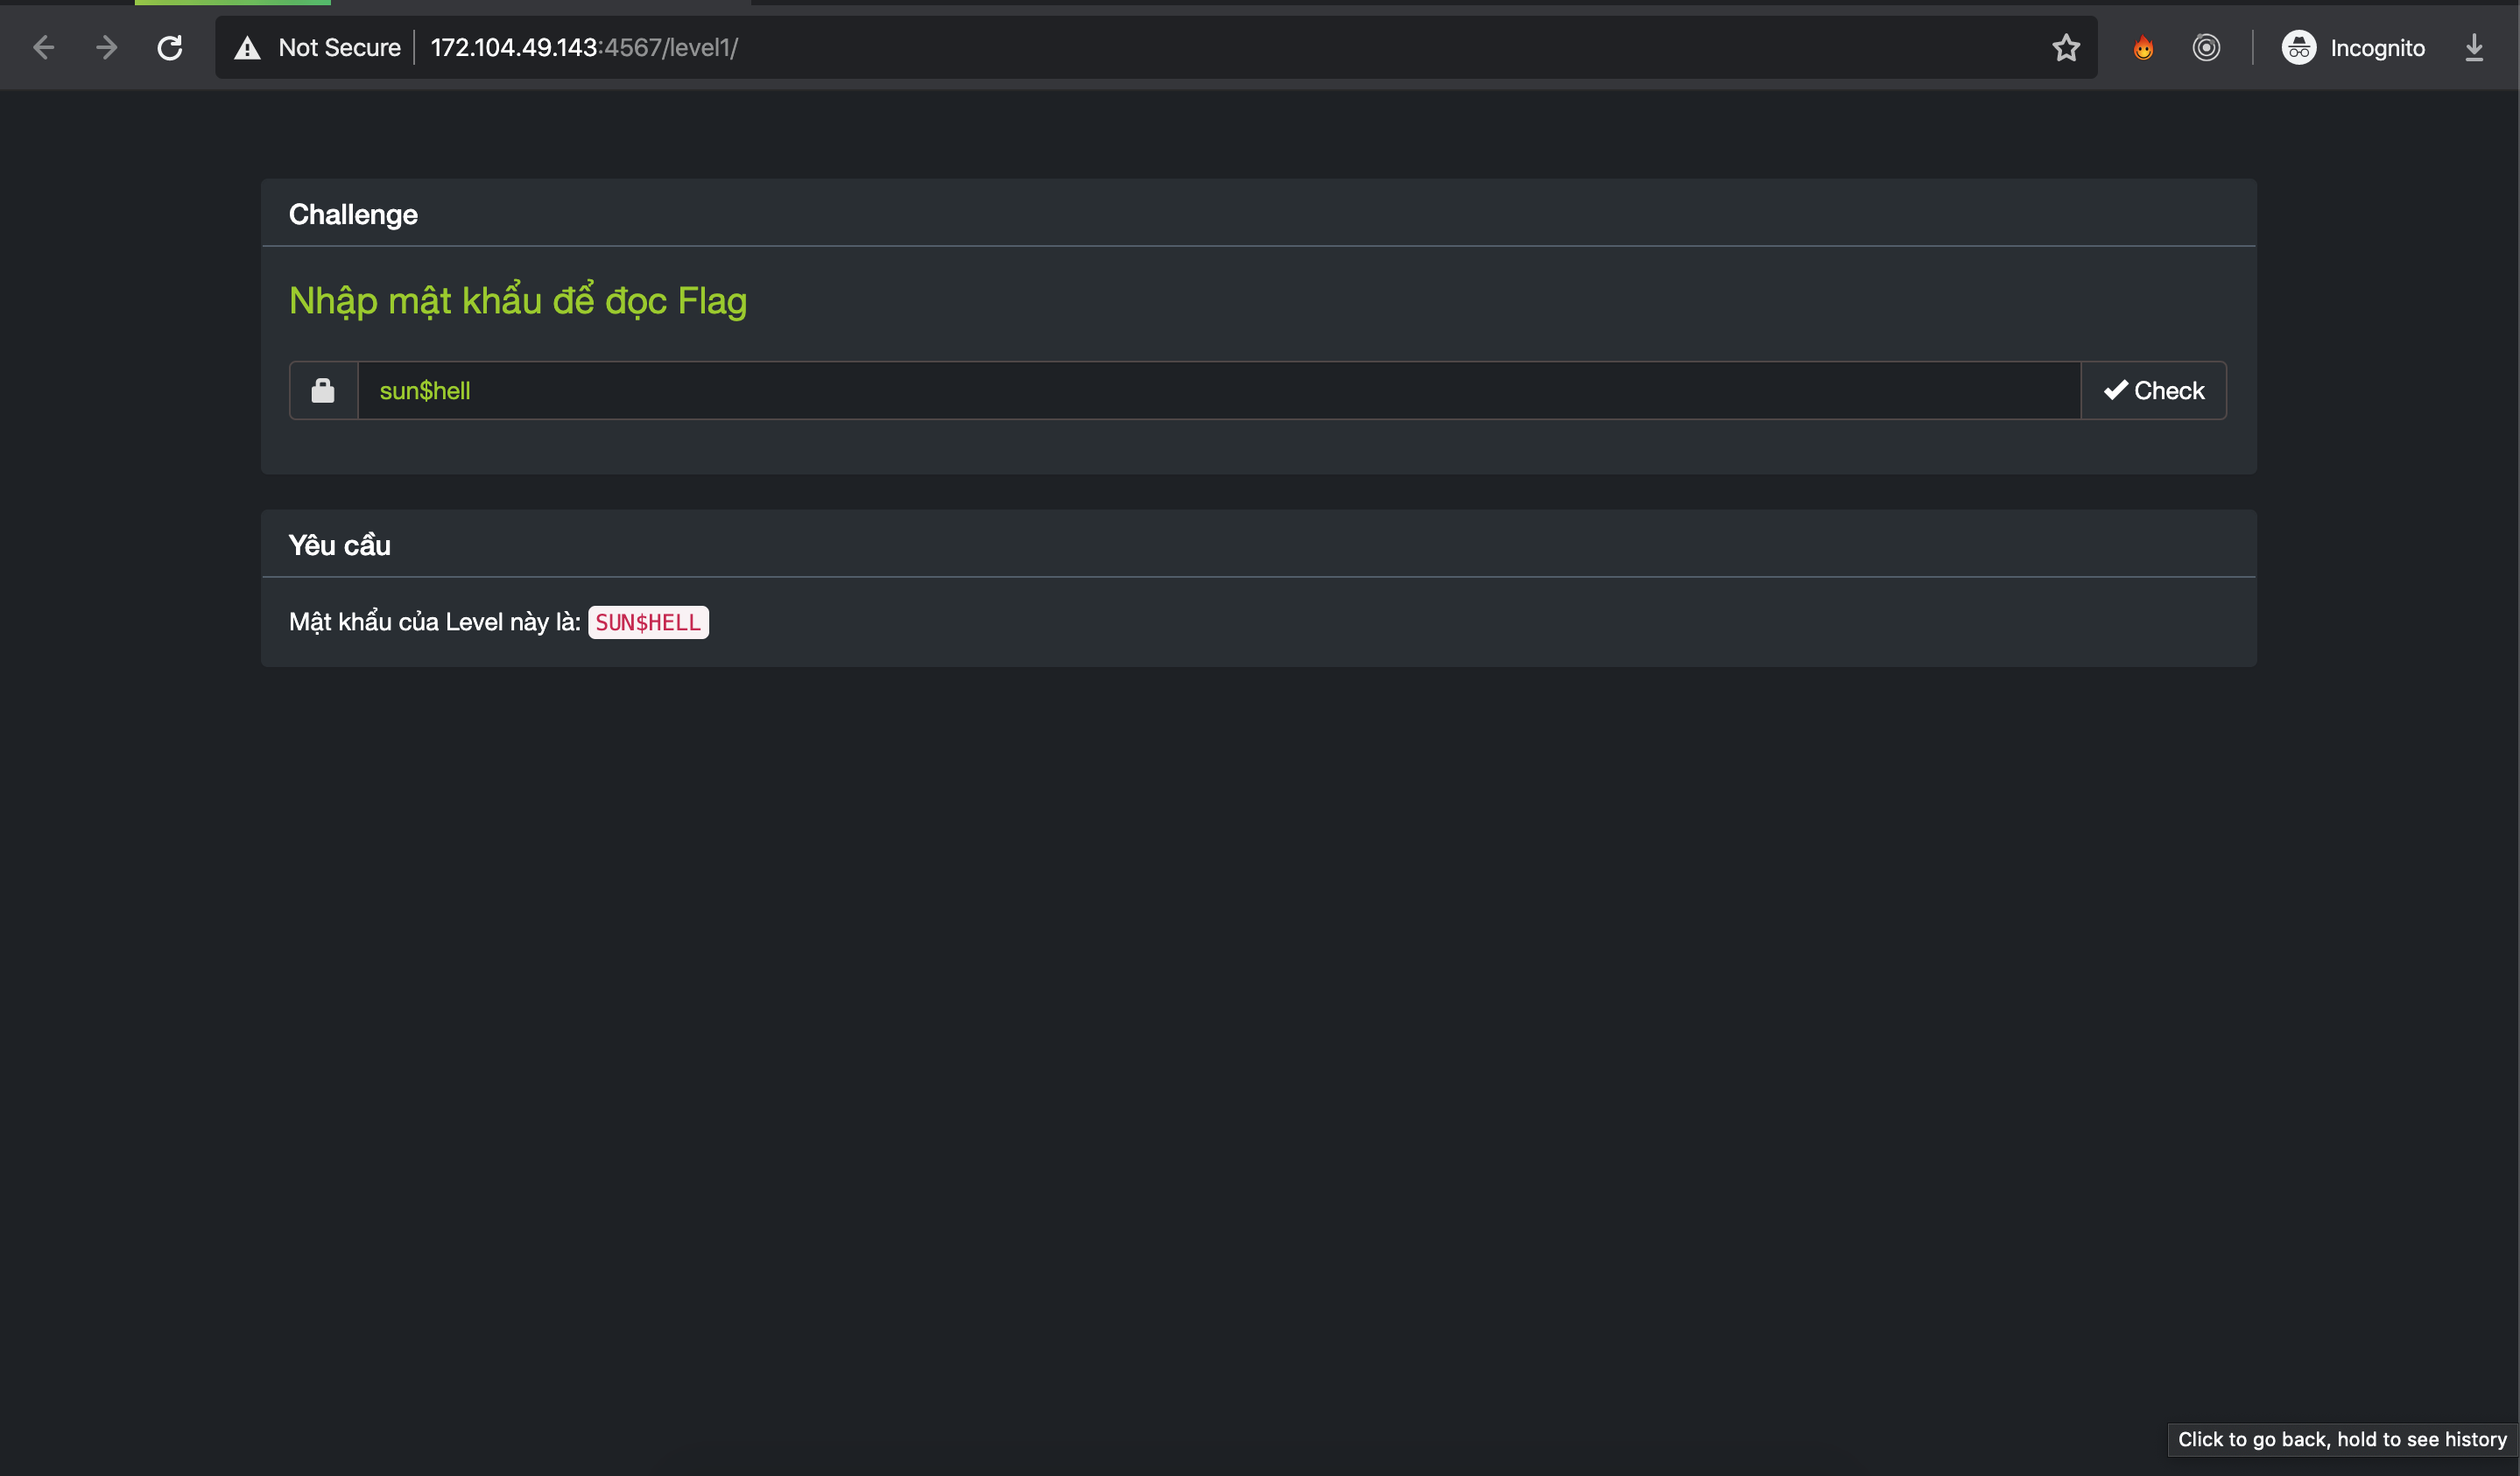 Not Secure 172.104.49.143:4567/level1/ Incognito
Challenge
Nhập mật khẩu để đọc Flag
sun$hell Check
Yêu cầu
Mật khẩu của Level này là: SUN$HELL
Click to go back, hold to see history